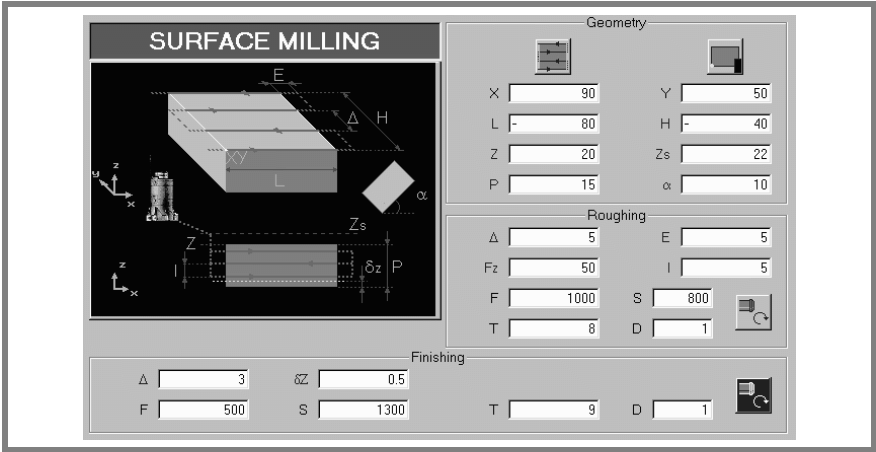 SURFACE MILLING
E
Δ
H
XY
L
α
z
y
x
Zs
Z
I
δz
P
z
x
Geometry
X 90 Y 50
L - 80 H - 40
Z 20 Zs 22
P 15 α 10
Roughing
Δ 5 E 5
Fz 50 I 5
F 1000 S 800
T 8 D 1
Finishing
Δ 3 δZ 0.5
F 500 S 1300 T 9 D 1